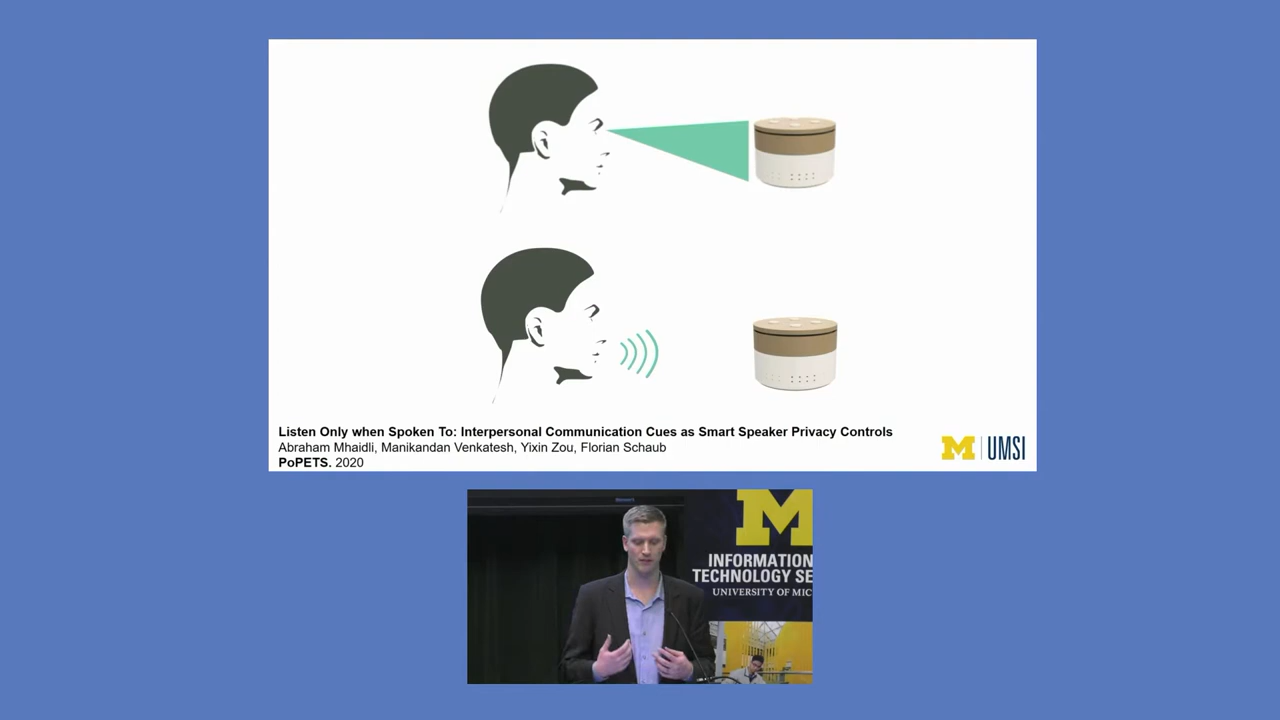 Listen Only when Spoken To: Interpersonal Communication Cues as Smart Speaker Privacy Controls
Abraham Mhaidli, Manikandan Venkatesh, Yixin Zou, Florian Schaub
PoPETS. 2020
M UMSI
M
INFORMATION
TECHNOLOGY SE
UNIVERSITY OF MIC